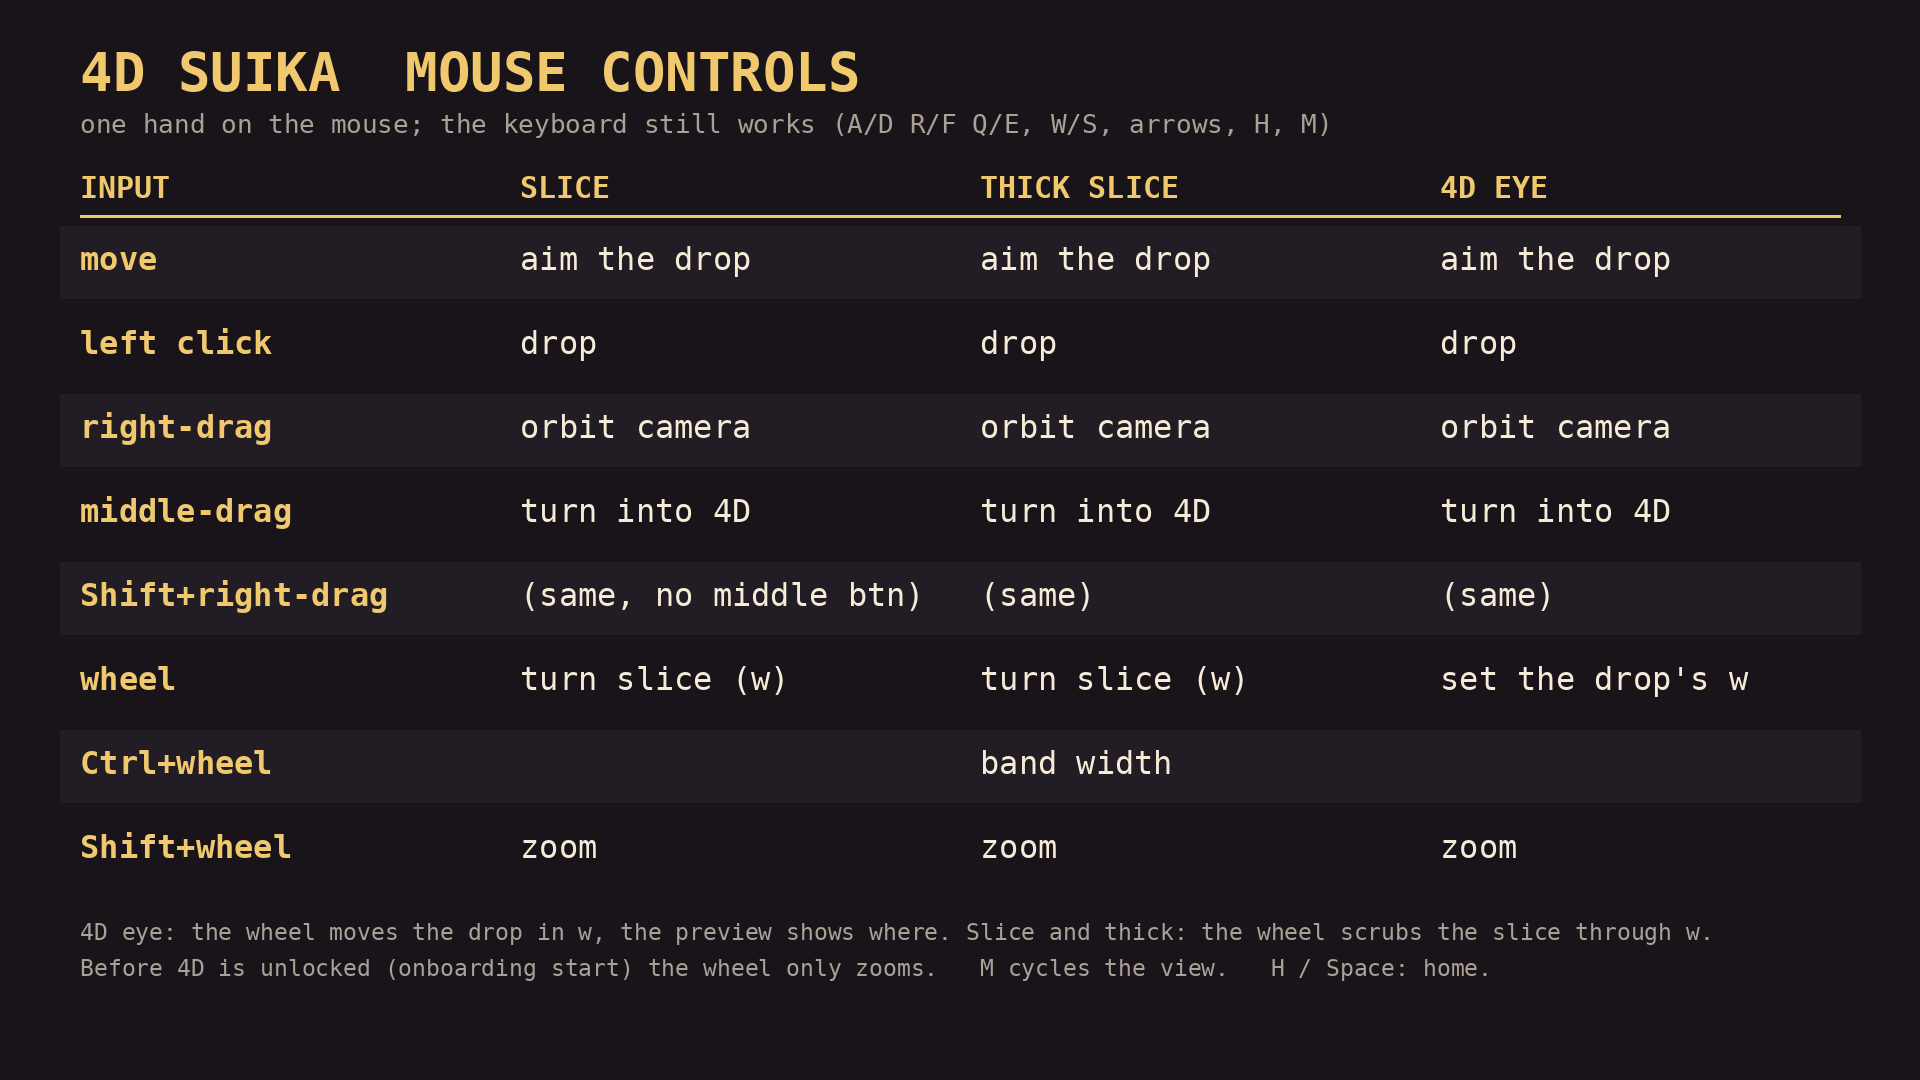 4D SUIKA  MOUSE CONTROLS
one hand on the mouse; the keyboard still works (A/D R/F Q/E, W/S, arrows, H, M)
INPUT SLICE THICK SLICE 4D EYE
move aim the drop aim the drop aim the drop
left click drop drop drop
right-drag orbit camera orbit camera orbit camera
middle-drag turn into 4D turn into 4D turn into 4D
Shift+right-drag (same, no middle btn) (same) (same)
wheel turn slice (w) turn slice (w) set the drop's w
Ctrl+wheel band width
Shift+wheel zoom zoom zoom
4D eye: the wheel moves the drop in w, the preview shows where. Slice and thick: the wheel scrubs the slice through w.
Before 4D is unlocked (onboarding start) the wheel only zooms.   M cycles the view.   H / Space: home.